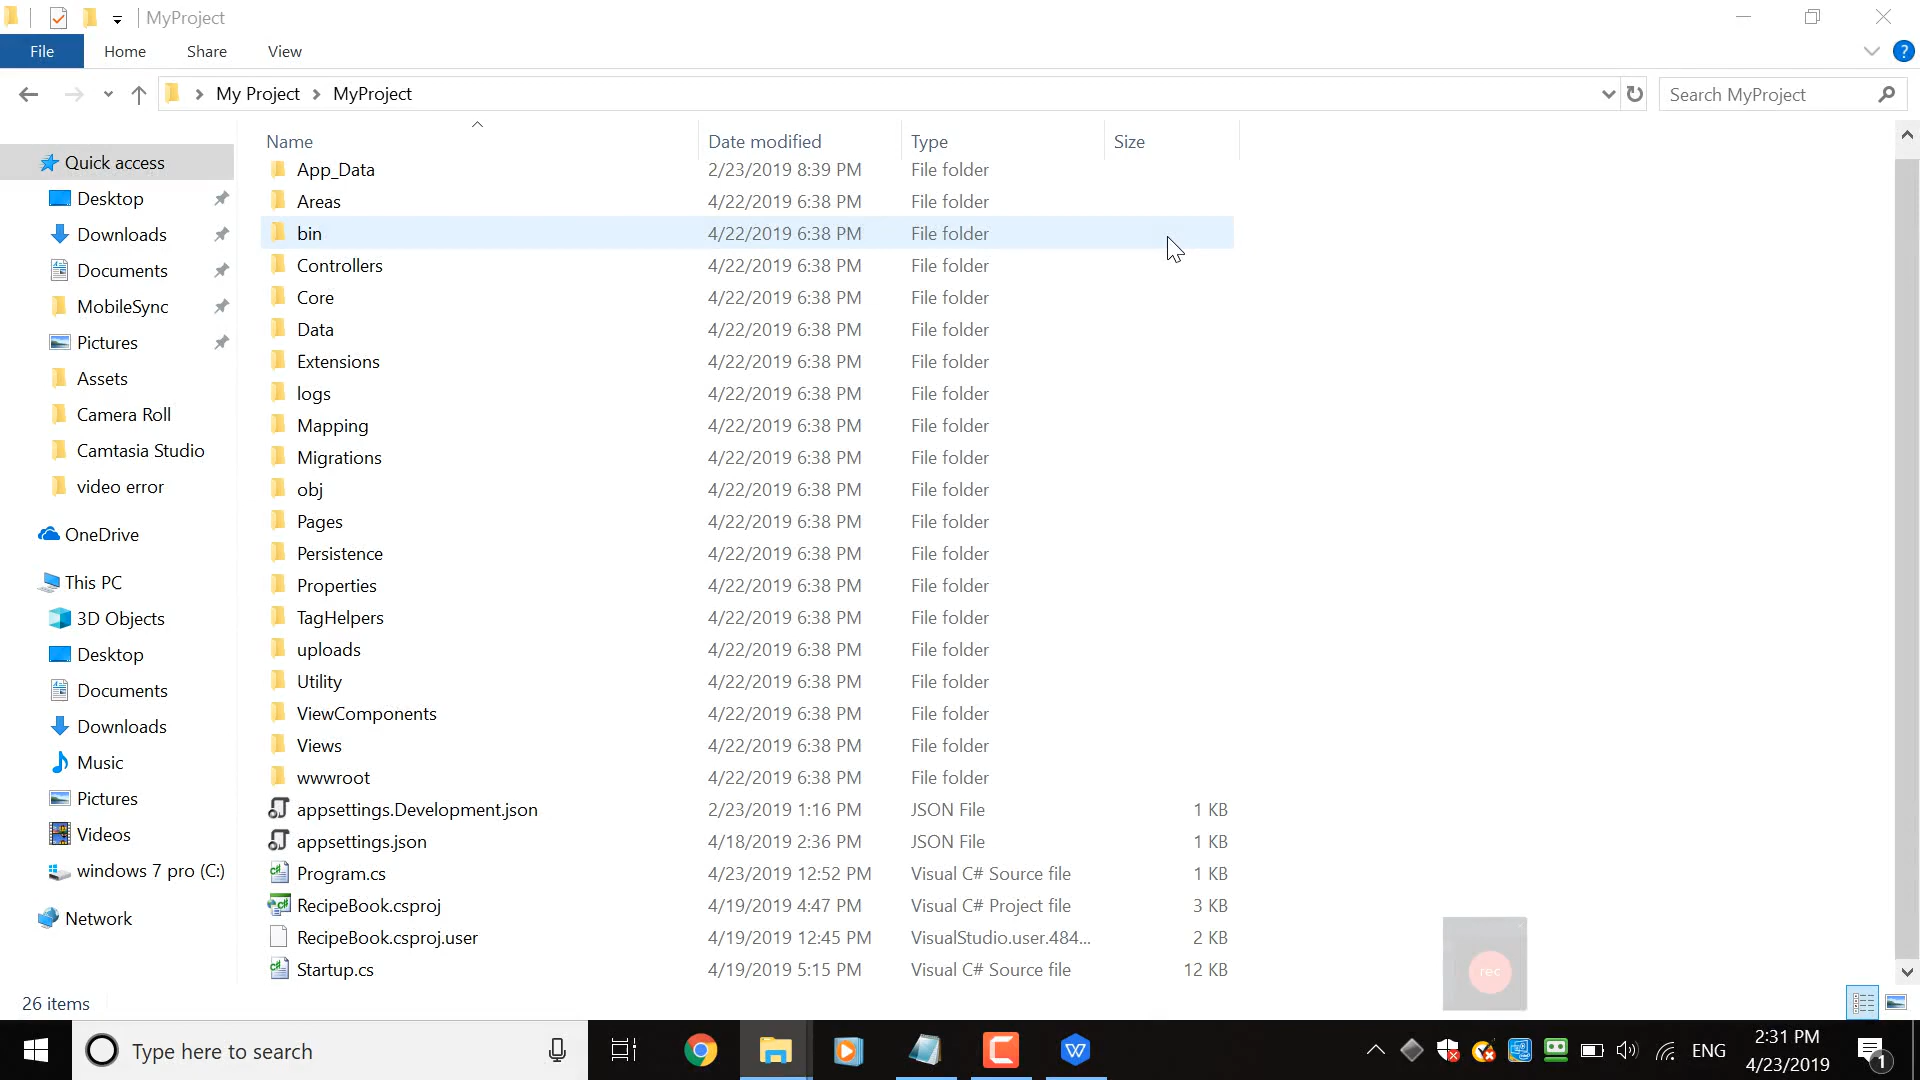 MyProject
File Home Share View
My Project MyProject
Search MyProject
Name Date modified Type Size
Quick access
Desktop
Downloads
Documents
MobileSync
Pictures
Assets
Camera Roll
Camtasia Studio
video error
OneDrive
This PC
3D Objects
Desktop
Documents
Downloads
Music
Pictures
Videos
windows 7 pro (C:)
Network
App_Data 2/23/2019 8:39 PM File folder
Areas 4/22/2019 6:38 PM File folder
bin 4/22/2019 6:38 PM File folder
Controllers 4/22/2019 6:38 PM File folder
Core 4/22/2019 6:38 PM File folder
Data 4/22/2019 6:38 PM File folder
Extensions 4/22/2019 6:38 PM File folder
logs 4/22/2019 6:38 PM File folder
Mapping 4/22/2019 6:38 PM File folder
Migrations 4/22/2019 6:38 PM File folder
obj 4/22/2019 6:38 PM File folder
Pages 4/22/2019 6:38 PM File folder
Persistence 4/22/2019 6:38 PM File folder
Properties 4/22/2019 6:38 PM File folder
TagHelpers 4/22/2019 6:38 PM File folder
uploads 4/22/2019 6:38 PM File folder
Utility 4/22/2019 6:38 PM File folder
ViewComponents 4/22/2019 6:38 PM File folder
Views 4/22/2019 6:38 PM File folder
wwwroot 4/22/2019 6:38 PM File folder
appsettings.Development.json 2/23/2019 1:16 PM JSON File 1 KB
appsettings.json 4/18/2019 2:36 PM JSON File 1 KB
Program.cs 4/23/2019 12:52 PM Visual C# Source file 1 KB
RecipeBook.csproj 4/19/2019 4:47 PM Visual C# Project file 3 KB
RecipeBook.csproj.user 4/19/2019 12:45 PM VisualStudio.user.484... 2 KB
Startup.cs 4/19/2019 5:15 PM Visual C# Source file 12 KB
rec
26 items
Type here to search
ENG
2:31 PM
4/23/2019
1